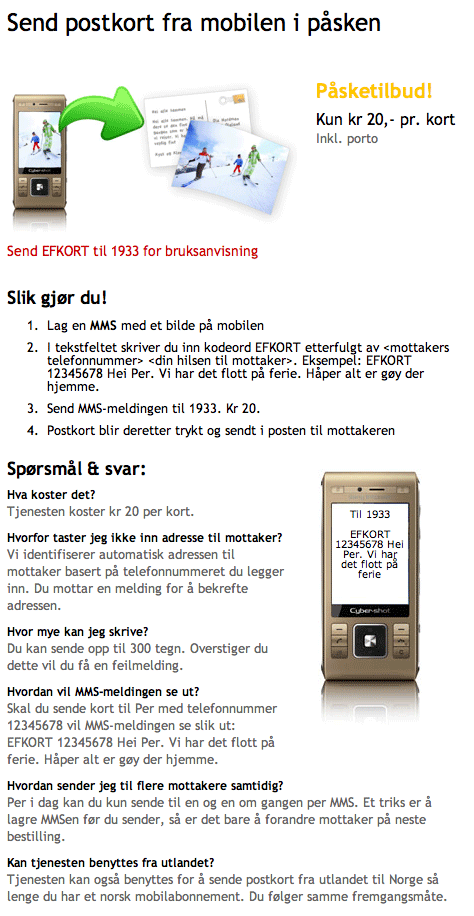 Send postkort fra mobilen i påsken
Påsketilbud!
Kun kr 20,- pr. kort
Inkl. porto
Send EFKORT til 1933 for bruksanvisning
Slik gjør du!
1. Lag en MMS med et bilde på mobilen
2. I tekstfeltet skriver du inn kodeord EFKORT etterfulgt av <mottakers
telefonnummer> <din hilsen til mottaker>. Eksempel: EFKORT
12345678 Hei Per. Vi har det flott på ferie. Håper alt er gøy der
hjemme.
3. Send MMS-meldingen til 1933. Kr 20.
4. Postkort blir deretter trykt og sendt i posten til mottakeren
Spørsmål & svar:
Hva koster det?
Tjenesten koster kr 20 per kort.
Hvorfor taster jeg ikke inn adresse til mottaker?
Vi identifiserer automatisk adressen til
mottaker basert på telefonnummeret du legger
inn. Du mottar en melding for å bekrefte
adressen.
Hvor mye kan jeg skrive?
Du kan sende opp til 300 tegn. Overstiger du
dette vil du få en feilmelding.
Hvordan vil MMS-meldingen se ut?
Skal du sende kort til Per med telefonnummer
12345678 vil MMS-meldingen se slik ut:
EFKORT 12345678 Hei Per. Vi har det flott på
ferie. Håper alt er gøy der hjemme.
Til 1933
EFKORT
12345678 Hei
Per. Vi har
det flott på
ferie
Cyber-shot
Hvordan sender jeg til flere mottakere samtidig?
Per i dag kan du kun sende til en og en om gangen per MMS. Et triks er å
lagre MMSen før du sender, så er det bare å forandre mottaker på neste
bestilling.
Kan tjenesten benyttes fra utlandet?
Tjenesten kan også benyttes for å sende postkort fra utlandet til Norge så
lenge du har et norsk mobilabonnement. Du følger samme fremgangsmåte.